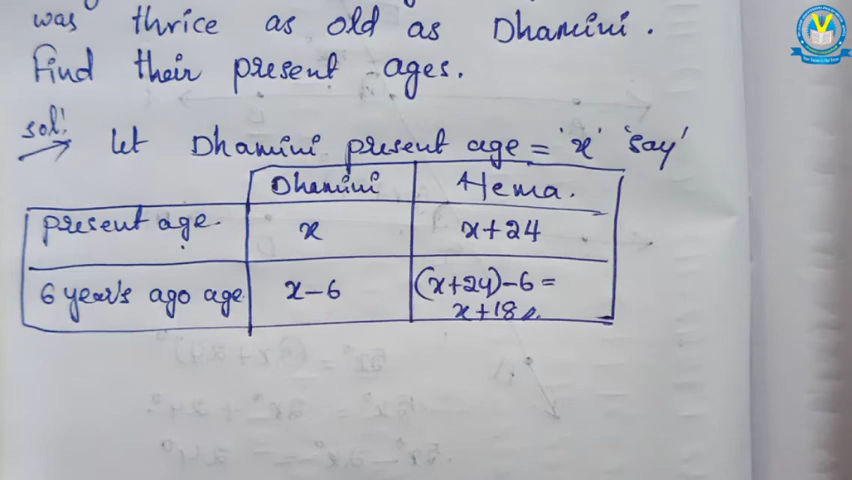 was thrice as old as Dhamini.
Find their present ages.
sol:
let Dhamini present age = 'x' 'say'
Dhamini Hema.
present age. x x+24
6 year's ago age x-6 (x+24)-6 =
x+18